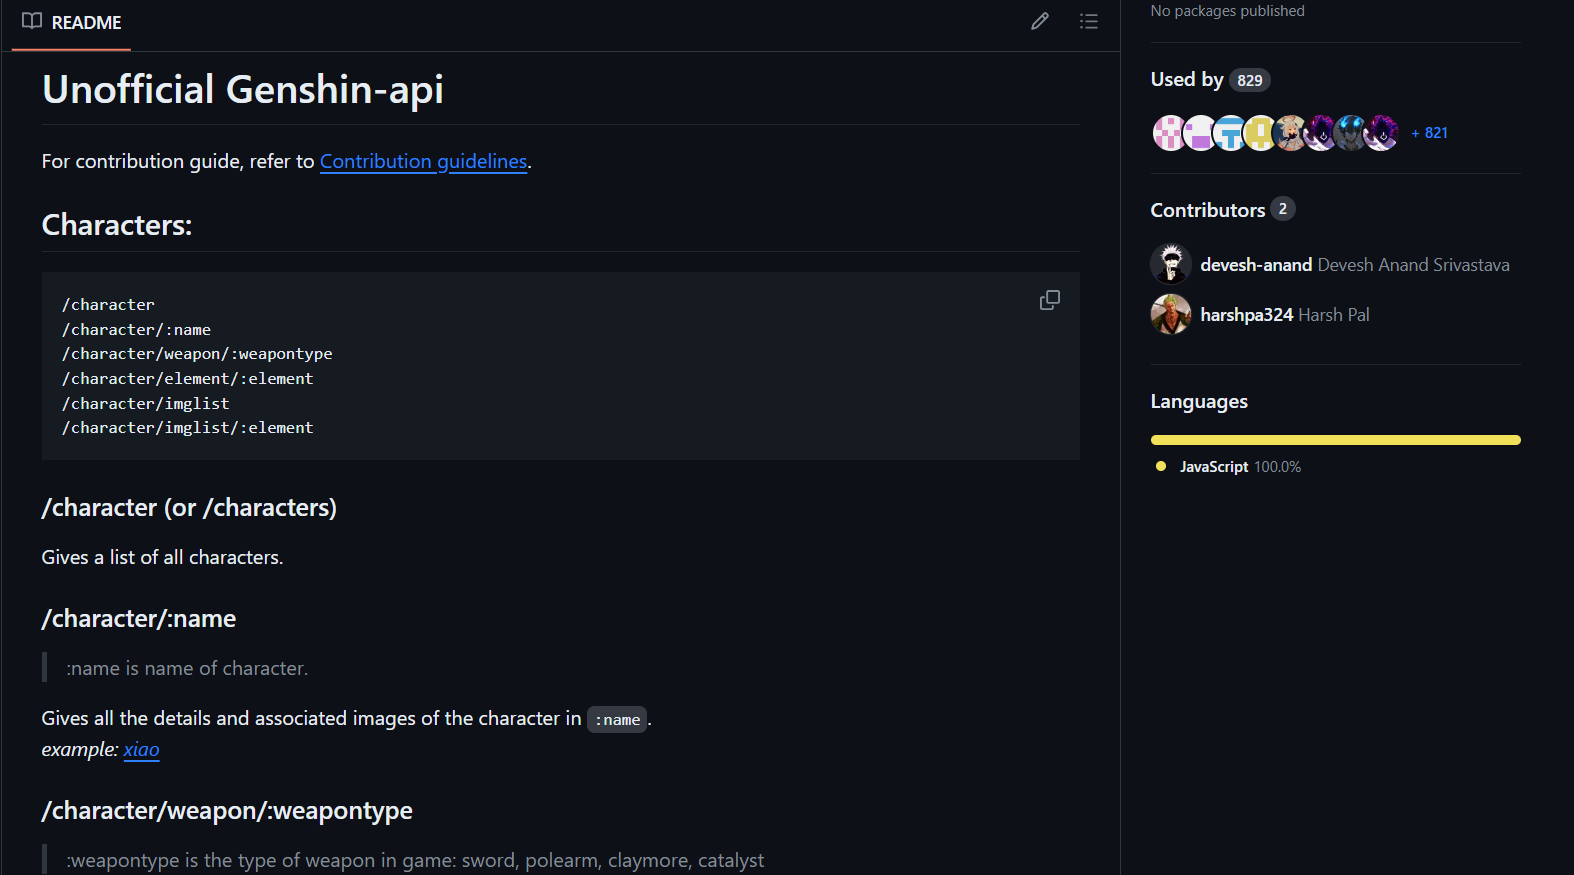 README
Unofficial Genshin-api
For contribution guide, refer to Contribution guidelines.
Characters:
/character
/character/:name
/character/weapon/:weapontype
/character/element/:element
/character/imglist
/character/imglist/:element
/character (or /characters)
Gives a list of all characters.
/character/:name
:name is name of character.
Gives all the details and associated images of the character in :name.
example: xiao
/character/weapon/:weapontype
:weapontype is the type of weapon in game: sword, polearm, claymore, catalyst
No packages published
Used by 829
+ 821
Contributors 2
devesh-anand Devesh Anand Srivastava
harshpa324 Harsh Pal
Languages
JavaScript 100.0%